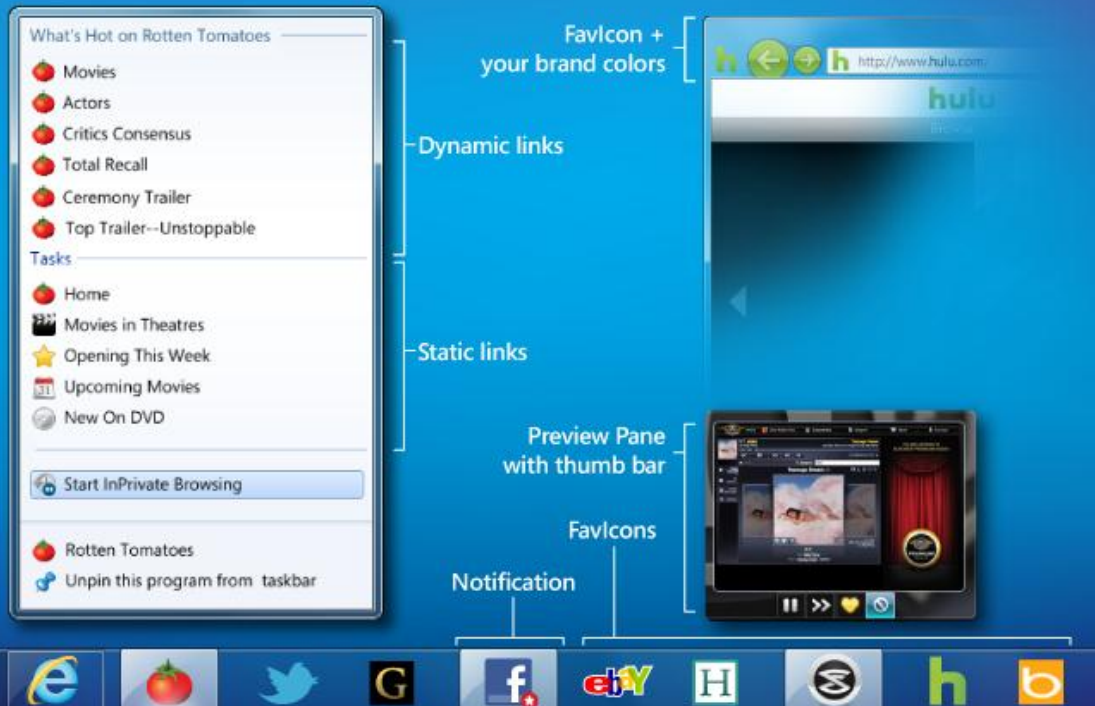 What's Hot on Rotten Tomatoes
Movies
Actors
Critics Consensus
Total Recall
Ceremony Trailer
Top Trailer--Unstoppable
Tasks
Home
Movies in Theatres
Opening This Week
31
Upcoming Movies
New On DVD
Start InPrivate Browsing
Rotten Tomatoes
Unpin this program from taskbar
Dynamic links
Static links
FavIcon +
your brand colors
h
h http://www.hulu.com/
hulu
Preview Pane
with thumb bar
FavIcons
Notification
e
G
f
ebaY
H
S
h
b